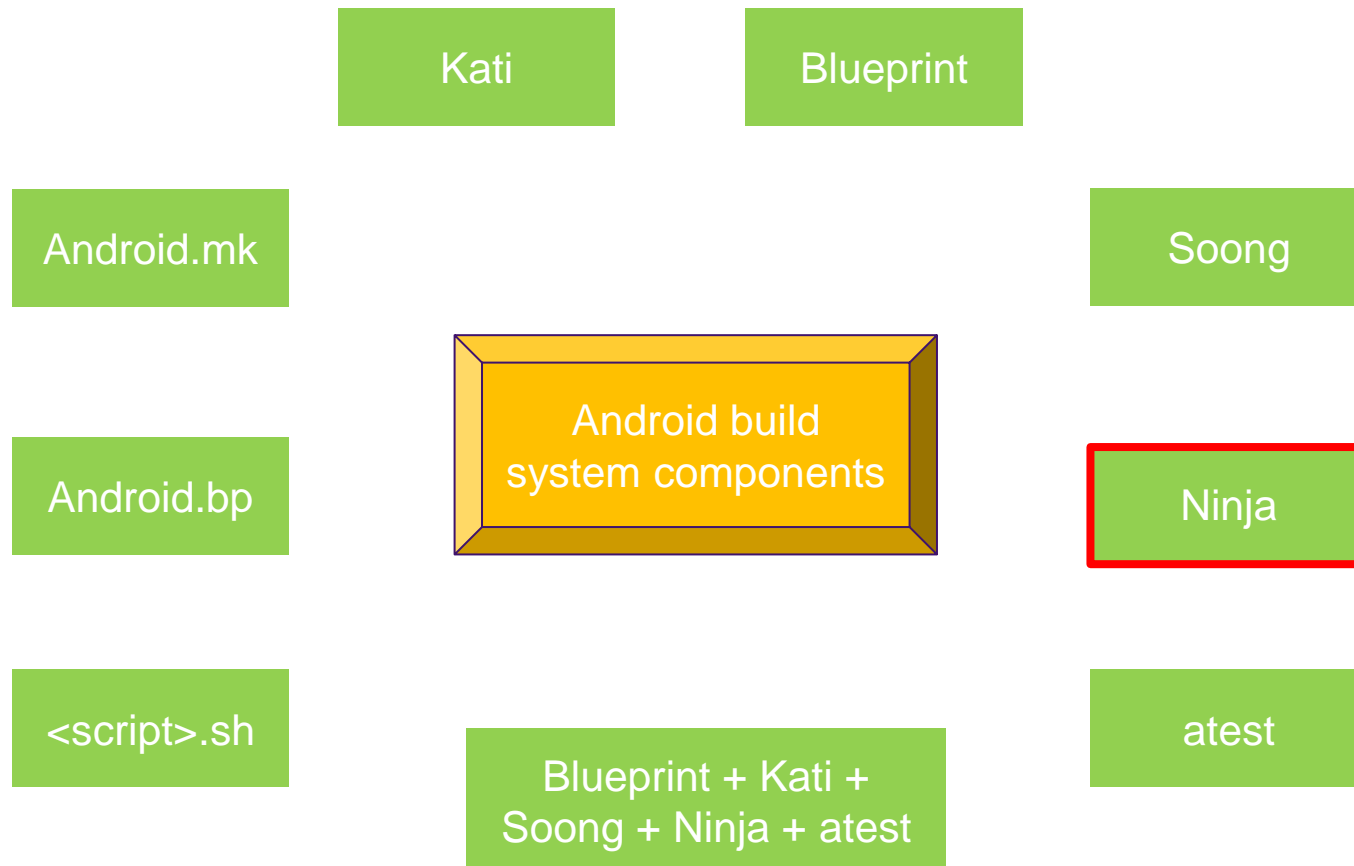 Kati
Blueprint
Android.mk
Soong
Android build
system components
Android.bp
Ninja
<script>.sh
atest
Blueprint + Kati +
Soong + Ninja + atest